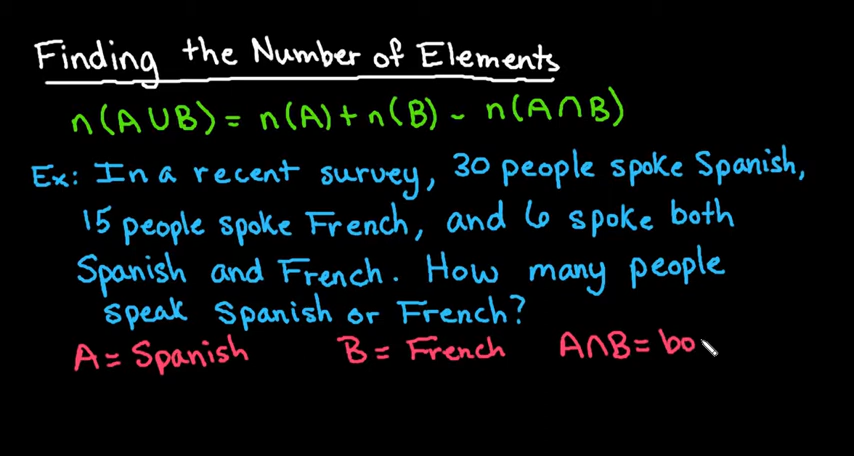 Finding the Number of Elements
n(A∪B) = n(A) + n(B) - n(A∩B)
Ex: In a recent survey, 30 people spoke Spanish,
15 people spoke French, and 6 spoke both
Spanish and French. How many people
speak Spanish or French?
A = Spanish B = French A∩B = bo